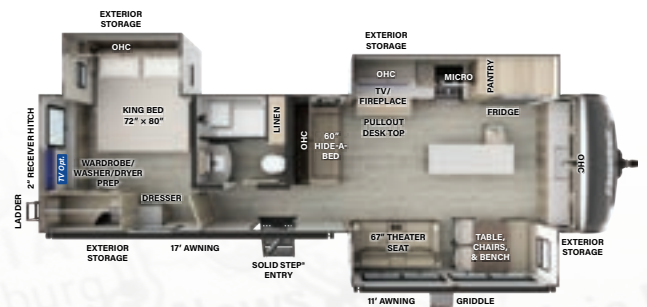 EXTERIOR
STORAGE
OHC
KING BED
72" x 80"
2" RECEIVER HITCH
TV Opt.
WARDROBE/
WASHER/DRYER
PREP
LADDER
DRESSER
EXTERIOR
STORAGE
17' AWNING
LINEN
OHC
60"
HIDE-A-
BED
SOLID STEP®
ENTRY
EXTERIOR
STORAGE
OHC
MICRO
PANTRY
TV/
FIREPLACE
PULLOUT
DESK TOP
FRIDGE
OHC
67" THEATER
SEAT
TABLE,
CHAIRS,
& BENCH
EXTERIOR
STORAGE
11' AWNING
GRIDDLE